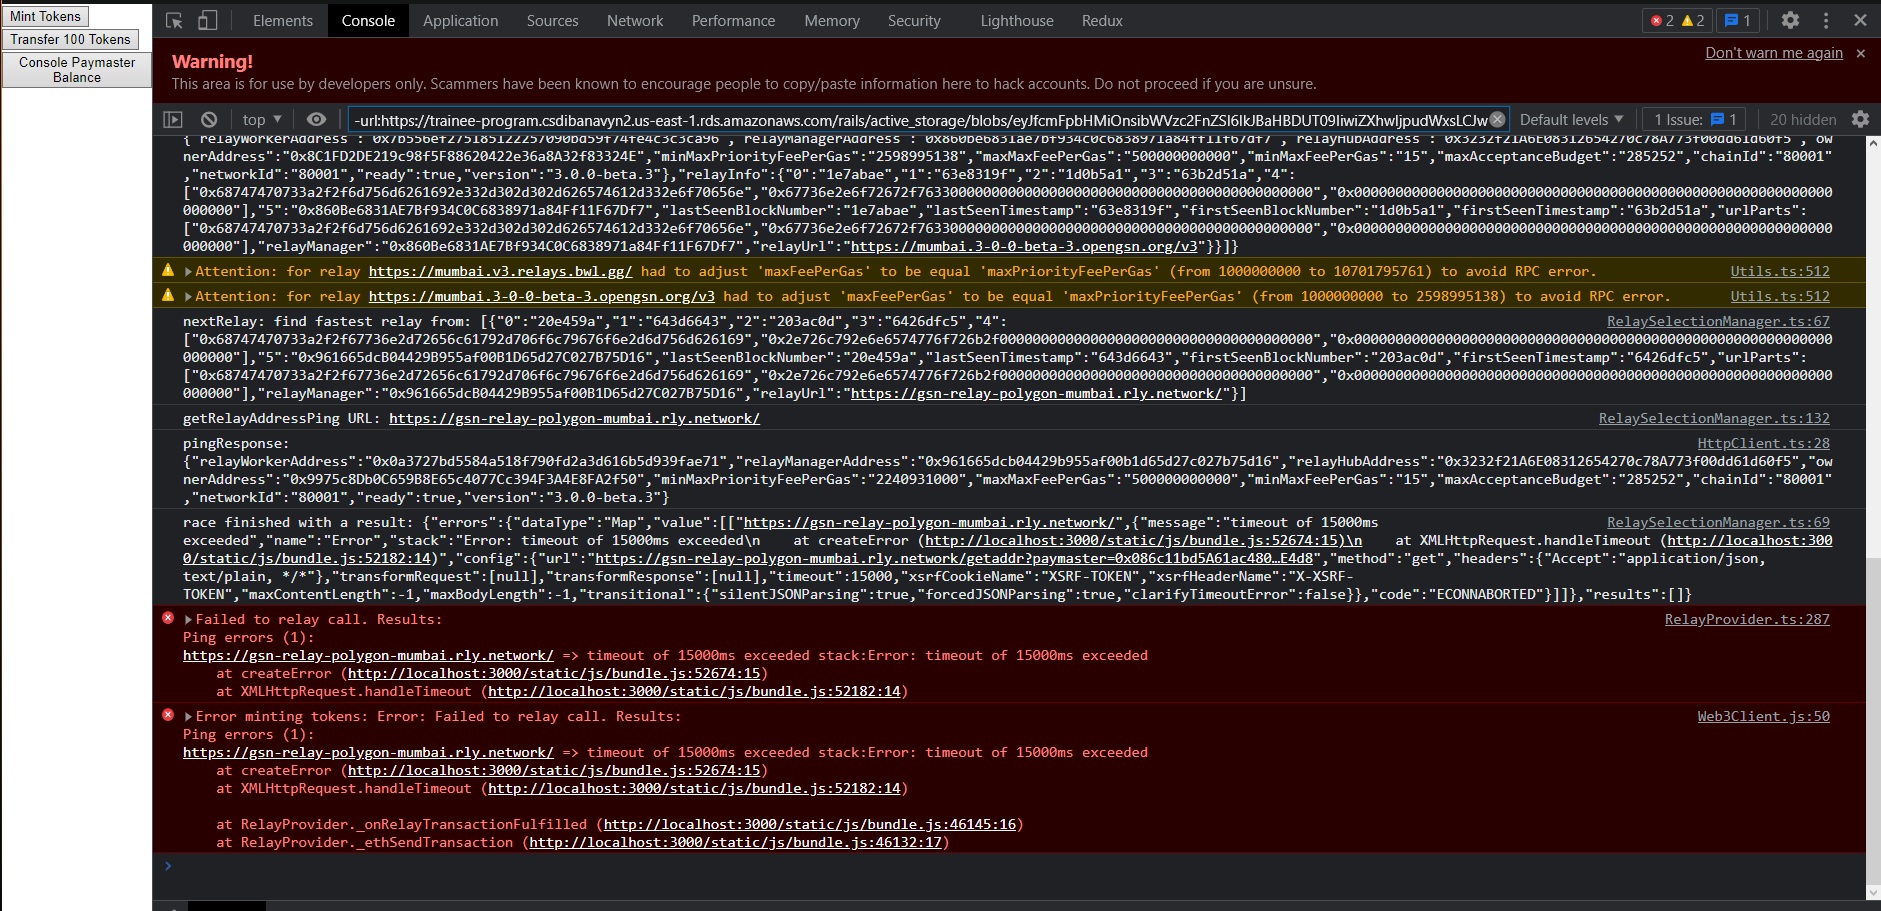 Mint Tokens
Transfer 100 Tokens
Console Paymaster
Balance
Elements Console Application Sources Network Performance Memory Security Lighthouse Redux 2 2 1
Warning!
Don't warn me again
This area is for use by developers only. Scammers have been known to encourage people to copy/paste information here to hack accounts. Do not proceed if you are unsure.
top -url:https://trainee-program.csdibanavyn2.us-east-1.rds.amazonaws.com/rails/active_storage/blobs/eyJfcmFpbHMiOnsibWVzc2FnZSI6IkJBaHBDUT09IiwiZXhwIjpudWxsLCJw Default levels 1 Issue: 1 20 hidden
nerAddress":"0x8C1FD2DE219c98f5F88620422e36a8A32f83324E","minMaxPriorityFeePerGas":"2598995138","maxMaxFeePerGas":"500000000000","minMaxFeePerGas":"15","maxAcceptanceBudget":"285252","chainId":"80001"
,"networkId":"80001","ready":true,"version":"3.0.0-beta.3"},"relayInfo":{"0":"1e7abae","1":"63e8319f","2":"1d0b5a1","3":"63b2d51a","4":
000000"],"5":"0x860Be6831AE7Bf934C0C6838971a84Ff11F67Df7","lastSeenBlockNumber":"1e7abae","lastSeenTimestamp":"63e8319f","firstSeenBlockNumber":"1d0b5a1","firstSeenTimestamp":"63b2d51a","urlParts":
000000"],"relayManager":"0x860Be6831AE7Bf934C0C6838971a84Ff11F67Df7","relayUrl":"https://mumbai.3-0-0-beta-3.opengsn.org/v3"}}]}
Attention: for relay https://mumbai.v3.relays.bwl.gg/ had to adjust 'maxFeePerGas' to be equal 'maxPriorityFeePerGas' (from 1000000000 to 10701795761) to avoid RPC error. Utils.ts:512
Attention: for relay https://mumbai.3-0-0-beta-3.opengsn.org/v3 had to adjust 'maxFeePerGas' to be equal 'maxPriorityFeePerGas' (from 1000000000 to 2598995138) to avoid RPC error. Utils.ts:512
nextRelay: find fastest relay from: [{"0":"20e459a","1":"643d6643","2":"203ac0d","3":"6426dfc5","4": RelaySelectionManager.ts:67
000000"],"5":"0x961665dcB04429B955af00B1D65d27C027B75D16","lastSeenBlockNumber":"20e459a","lastSeenTimestamp":"643d6643","firstSeenBlockNumber":"203ac0d","firstSeenTimestamp":"6426dfc5","urlParts":
000000"],"relayManager":"0x961665dcB04429B955af00B1D65d27C027B75D16","relayUrl":"https://gsn-relay-polygon-mumbai.rly.network/"}]
getRelayAddressPing URL: https://gsn-relay-polygon-mumbai.rly.network/ RelaySelectionManager.ts:132
pingResponse: HttpClient.ts:28
{"relayWorkerAddress":"0x0a3727bd5584a518f790fd2a3d616b5d939fae71","relayManagerAddress":"0x961665dcb04429b955af00b1d65d27c027b75d16","relayHubAddress":"0x3232f21A6E08312654270c78A773f00dd61d60f5","ow
nerAddress":"0x9975c8Db0C659B8E65c4077Cc394F3A4E8FA2f50","minMaxPriorityFeePerGas":"2240931000","maxMaxFeePerGas":"500000000000","minMaxFeePerGas":"15","maxAcceptanceBudget":"285252","chainId":"80001"
,"networkId":"80001","ready":true,"version":"3.0.0-beta.3"}
race finished with a result: {"errors":{"dataType":"Map","value":[["https://gsn-relay-polygon-mumbai.rly.network/",{"message":"timeout of 15000ms RelaySelectionManager.ts:69
exceeded","name":"Error","stack":"Error: timeout of 15000ms exceeded\n at createError (http://localhost:3000/static/js/bundle.js:52674:15)\n at XMLHttpRequest.handleTimeout (http://localhost:300
0/static/js/bundle.js:52182:14)","config":{"url":"https://gsn-relay-polygon-mumbai.rly.network/getaddr?paymaster=0x086c11bd5A61ac480…E4d8","method":"get","headers":{"Accept":"application/json,
text/plain, */*"},"transformRequest":[null],"transformResponse":[null],"timeout":15000,"xsrfCookieName":"XSRF-TOKEN","xsrfHeaderName":"X-XSRF-
TOKEN","maxContentLength":-1,"maxBodyLength":-1,"transitional":{"silentJSONParsing":true,"forcedJSONParsing":true,"clarifyTimeoutError":false}},"code":"ECONNABORTED"}]]},"results":[]}
Failed to relay call. Results: RelayProvider.ts:287
Ping errors (1):
https://gsn-relay-polygon-mumbai.rly.network/ => timeout of 15000ms exceeded stack:Error: timeout of 15000ms exceeded
at createError (http://localhost:3000/static/js/bundle.js:52674:15)
at XMLHttpRequest.handleTimeout (http://localhost:3000/static/js/bundle.js:52182:14)
Error minting tokens: Error: Failed to relay call. Results: Web3Client.js:50
Ping errors (1):
https://gsn-relay-polygon-mumbai.rly.network/ => timeout of 15000ms exceeded stack:Error: timeout of 15000ms exceeded
at createError (http://localhost:3000/static/js/bundle.js:52674:15)
at XMLHttpRequest.handleTimeout (http://localhost:3000/static/js/bundle.js:52182:14)
at RelayProvider._onRelayTransactionFulfilled (http://localhost:3000/static/js/bundle.js:46145:16)
at RelayProvider._ethSendTransaction (http://localhost:3000/static/js/bundle.js:46132:17)